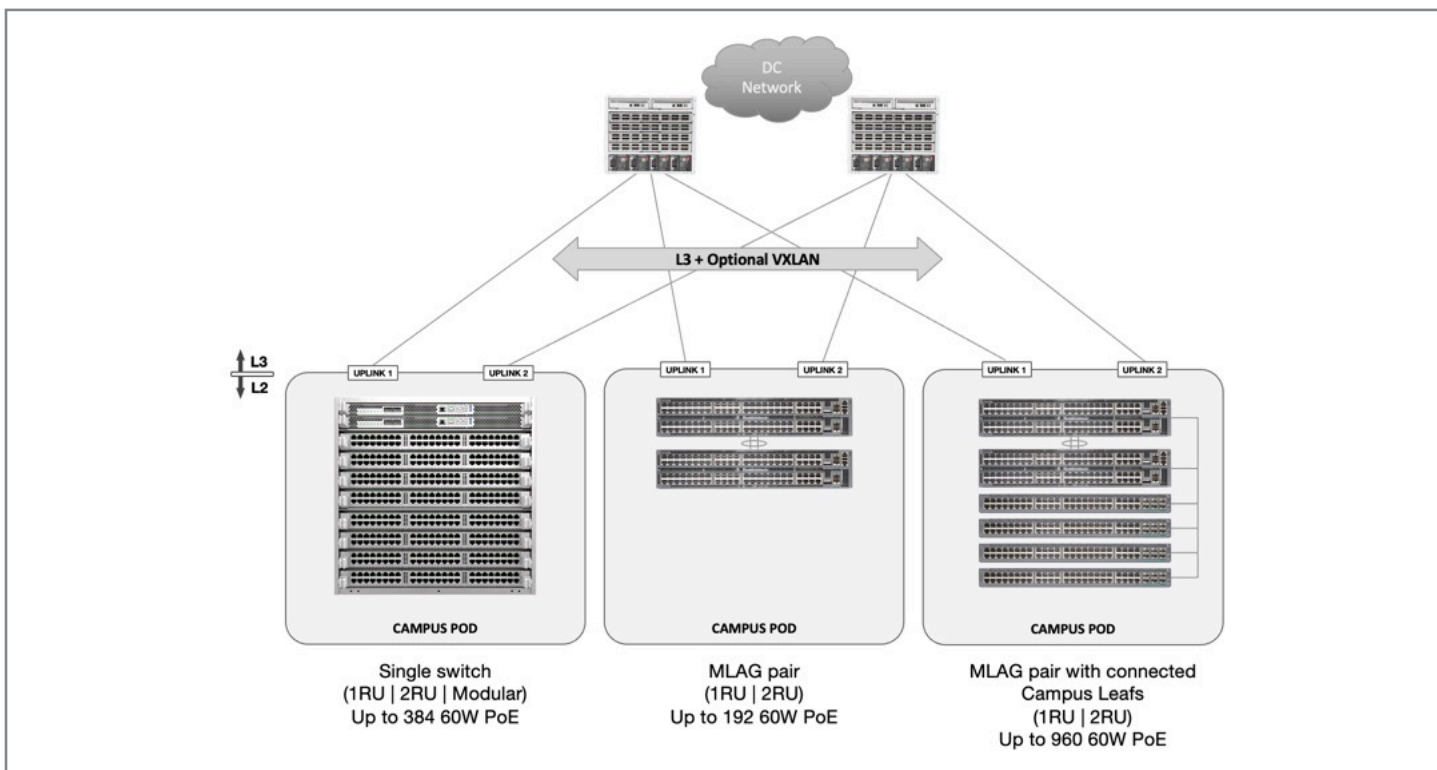 DC
Network
L3 + Optional VXLAN
L3
L2
UPLINK 1
UPLINK 2
UPLINK 1
UPLINK 2
UPLINK 1
UPLINK 2
CAMPUS POD
CAMPUS POD
CAMPUS POD
Single switch
(1RU | 2RU | Modular)
Up to 384 60W PoE
MLAG pair
(1RU | 2RU)
Up to 192 60W PoE
MLAG pair with connected
Campus Leafs
(1RU | 2RU)
Up to 960 60W PoE